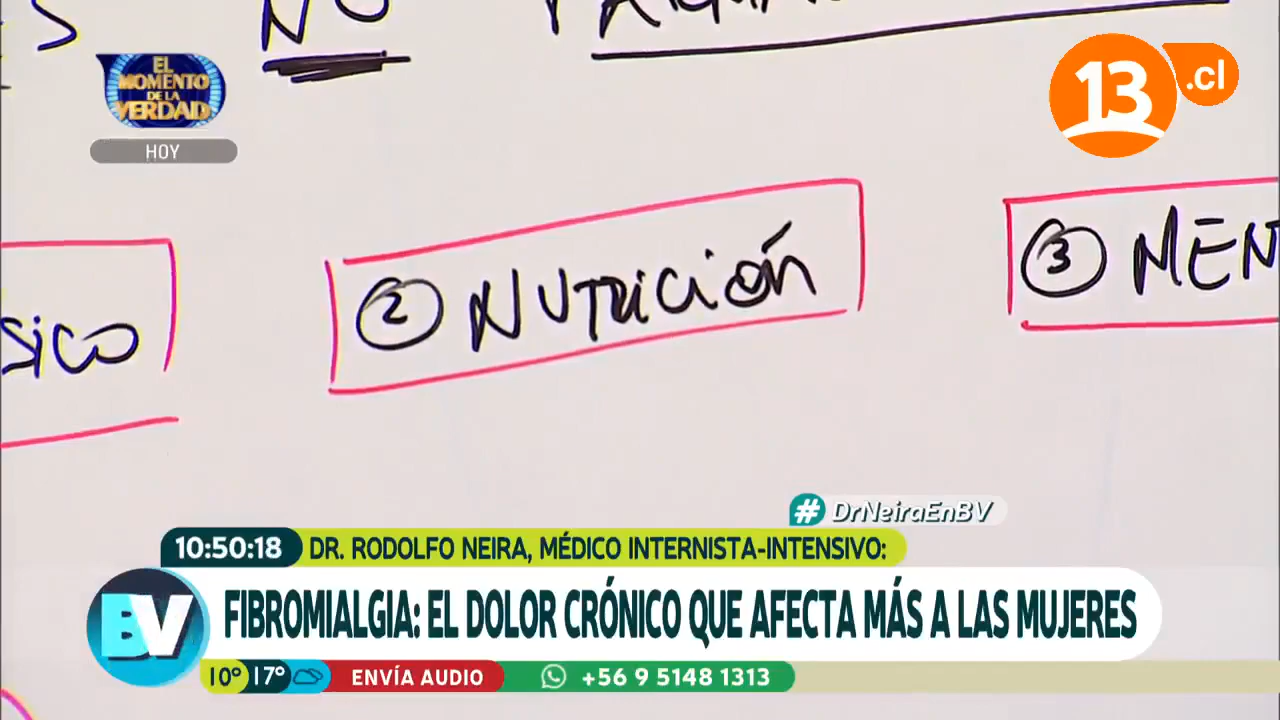 NO
EL
MOMENTO
DE LA
VERDAD
HOY
13.cl
② NUTRICIÓN
③ MEN
SICO
#DrNeiraEnBV
10:50:18 DR. RODOLFO NEIRA, MÉDICO INTERNISTA-INTENSIVO:
BV FIBROMIALGIA: EL DOLOR CRÓNICO QUE AFECTA MÁS A LAS MUJERES
10° 17° ENVÍA AUDIO +56 9 5148 1313